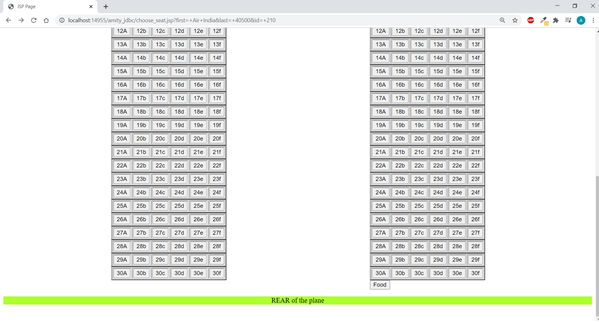 JSP Page
localhost:14955/amity_jdbc/choose_seat.jsp?first=+Air+India&last=+40500&id=+210
12A 12b 12c 12d 12e 12f 12A 12b 12c 12d 12e 12f
13A 13b 13c 13d 13e 13f 13A 13b 13c 13d 13e 13f
14A 14b 14c 14d 14e 14f 14A 14b 14c 14d 14e 14f
15A 15b 15c 15d 15e 15f 15A 15b 15c 15d 15e 15f
16A 16b 16c 16d 16e 16f 16A 16b 16c 16d 16e 16f
17A 17b 17c 17d 17e 17f 17A 17b 17c 17d 17e 17f
18A 18b 18c 18d 18e 18f 18A 18b 18c 18d 18e 18f
19A 19b 19c 19d 19e 19f 19A 19b 19c 19d 19e 19f
20A 20b 20c 20d 20e 20f 20A 20b 20c 20d 20e 20f
21A 21b 21c 21d 21e 21f 21A 21b 21c 21d 21e 21f
22A 22b 22c 22d 22e 22f 22A 22b 22c 22d 22e 22f
23A 23b 23c 23d 23e 23f 23A 23b 23c 23d 23e 23f
24A 24b 24c 24d 24e 24f 24A 24b 24c 24d 24e 24f
25A 25b 25c 25d 25e 25f 25A 25b 25c 25d 25e 25f
26A 26b 26c 26d 26e 26f 26A 26b 26c 26d 26e 26f
27A 27b 27c 27d 27e 27f 27A 27b 27c 27d 27e 27f
28A 28b 28c 28d 28e 28f 28A 28b 28c 28d 28e 28f
29A 29b 29c 29d 29e 29f 29A 29b 29c 29d 29e 29f
30A 30b 30c 30d 30e 30f 30A 30b 30c 30d 30e 30f
Food
REAR of the plane